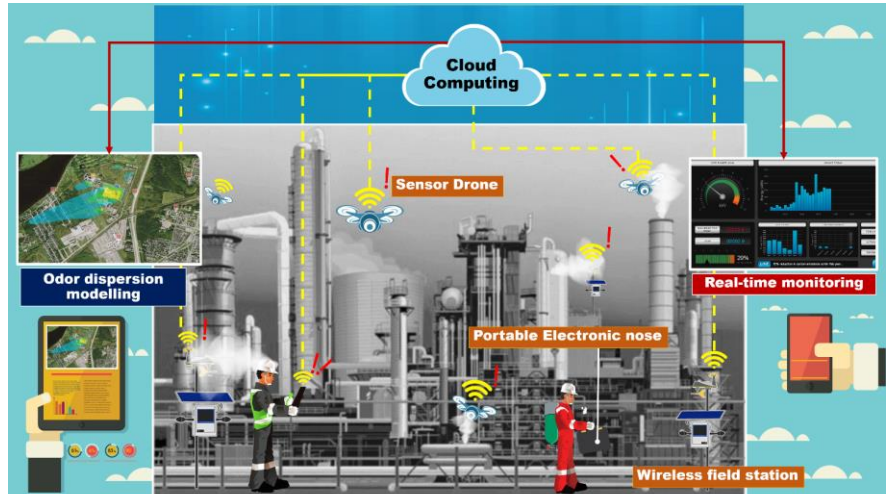 Cloud
Computing
Sensor Drone
Odor dispersion
modelling
Real-time monitoring
Portable Electronic nose
Wireless field station